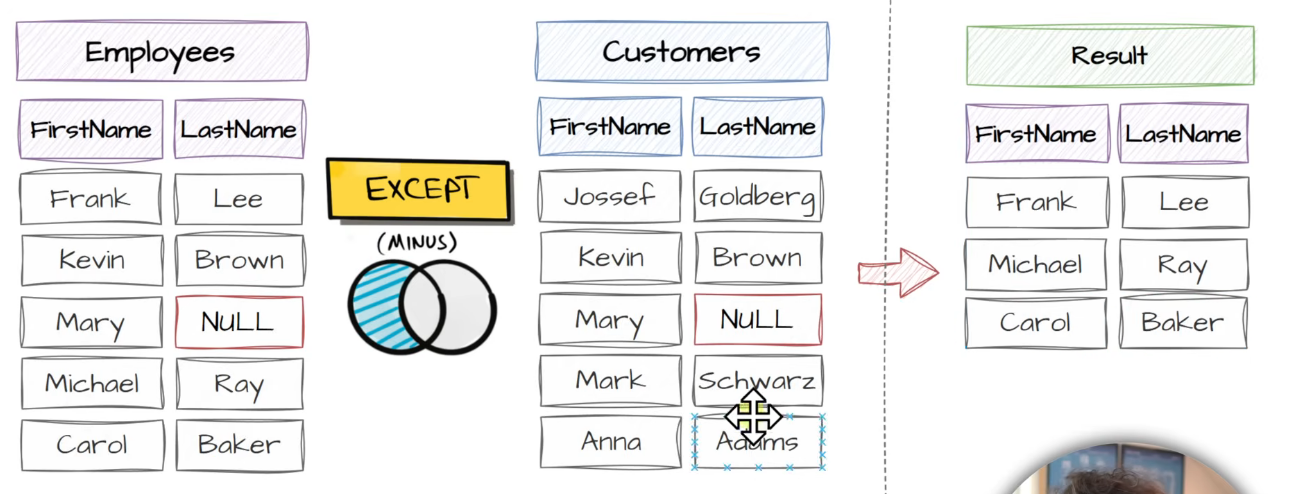 Employees
FirstName LastName
Frank Lee
Kevin Brown
Mary NULL
Michael Ray
Carol Baker
EXCEPT
(MINUS)
Customers
FirstName LastName
Jossef Goldberg
Kevin Brown
Mary NULL
Mark Schwarz
Anna Adams
Result
FirstName LastName
Frank Lee
Michael Ray
Carol Baker